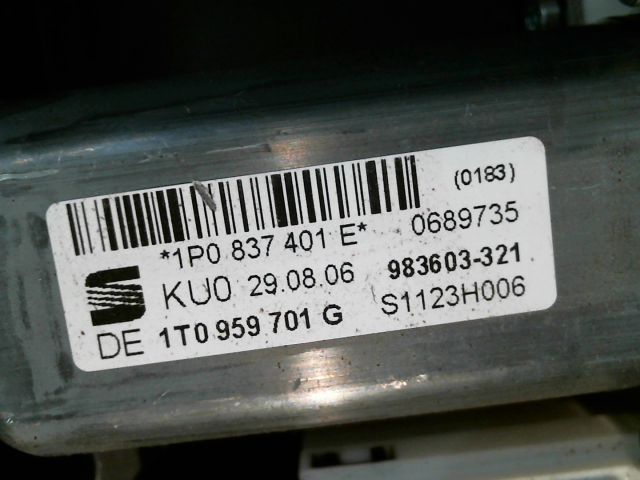 (0183)
*1P0 837 401 E* 0689735
KU0 29.08.06 983603-321
DE 1T0 959 701 G S1123H006